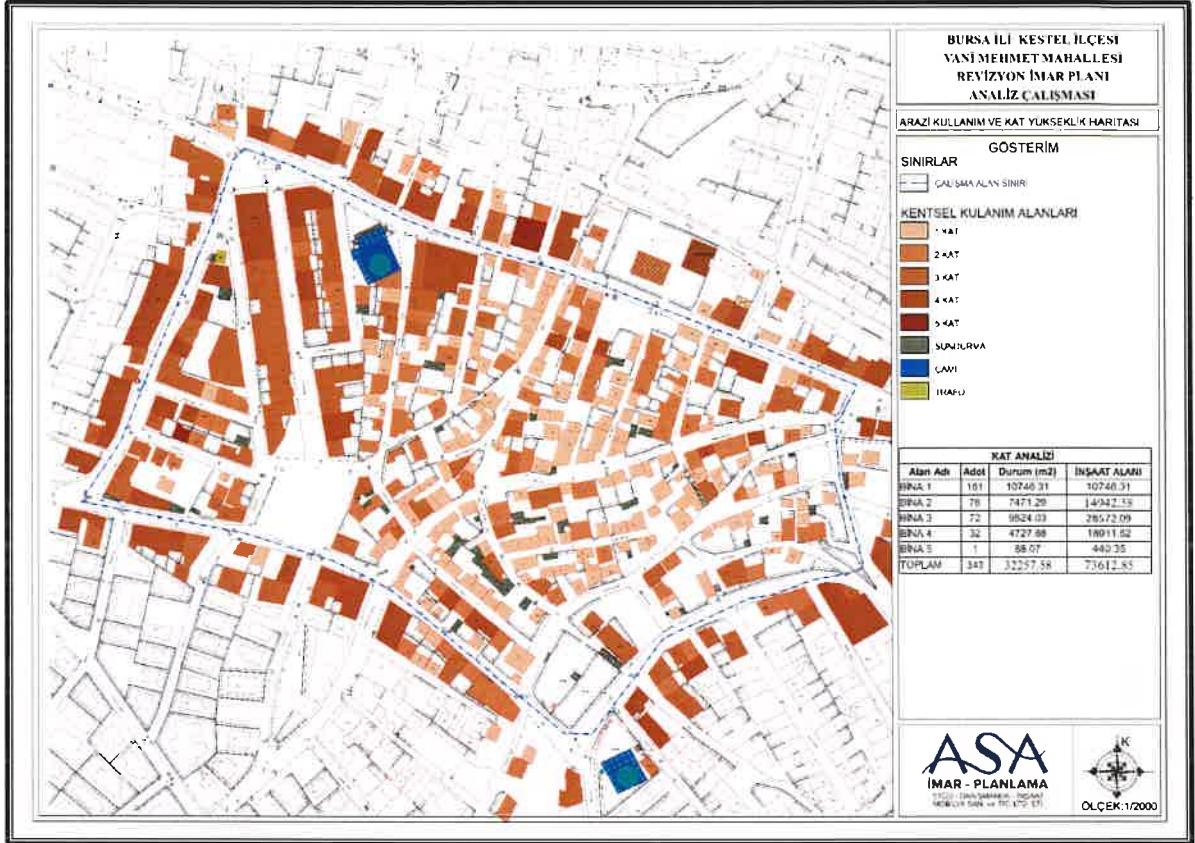 BURSA İLİ KESTEL İLÇESİ
VANİ MEHMET MAHALLESİ
REVİZYON İMAR PLANI
ANALİZ ÇALIŞMASI
ARAZİ KULLANIM VE KAT YÜKSEKLİK HARİTASI
GÖSTERİM
SINIRLAR
ÇALIŞMA ALAN SINIRI
KENTSEL KULANIM ALANLARI
1 KAT
2 KAT
3 KAT
4 KAT
5 KAT
SUNDURMA
CAMİ
TRAFO
KAT ANALİZİ
Alan Adı Adet Durum (m2) İNŞAAT ALANI
BİNA 1 161 10746.31 10746.31
BİNA 2 76 7471.29 14942.58
BİNA 3 72 9524.03 28572.09
BİNA 4 32 4727.88 18911.52
BİNA 5 1 88.07 440.35
TOPLAM 32257.58 73612.85
ASA
İMAR - PLANLAMA
K
ÖLÇEK:1/2000